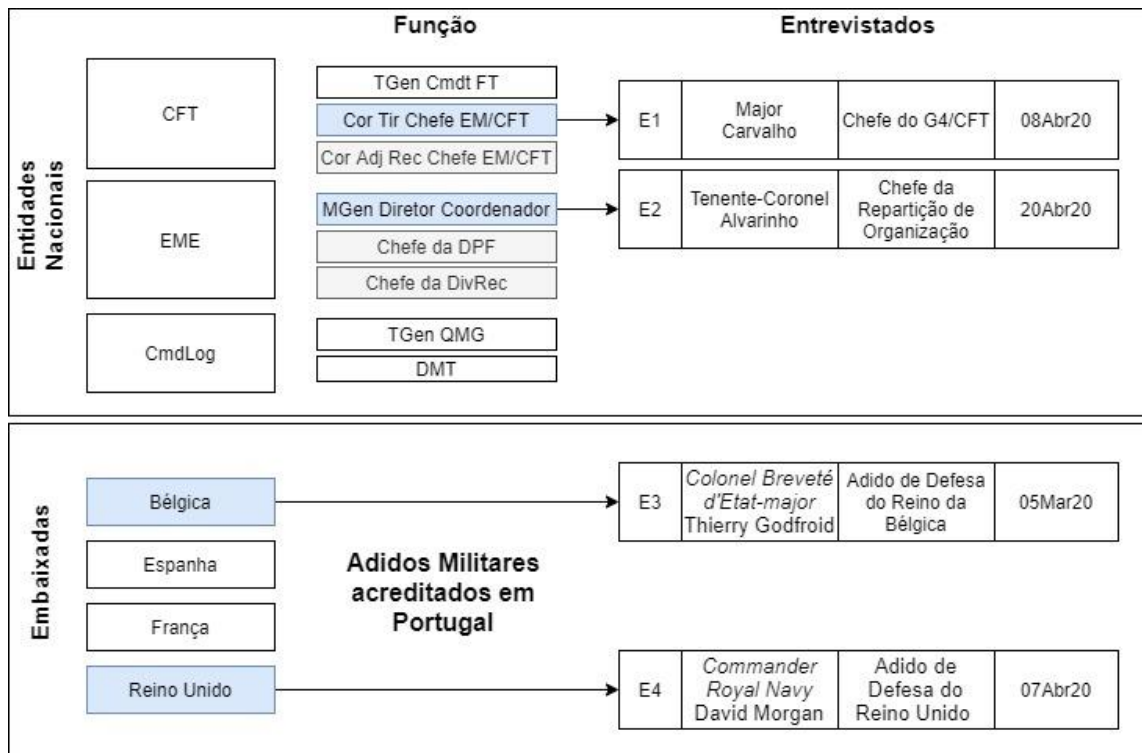 Função
Entrevistados
Entidades
Nacionais
CFT
TGen Cmdt FT
Cor Tir Chefe EM/CFT
Cor Adj Rec Chefe EM/CFT
E1
Major
Carvalho
Chefe do G4/CFT
08Abr20
EME
MGen Diretor Coordenador
Chefe da DPF
Chefe da DivRec
E2
Tenente-Coronel
Alvarinho
Chefe da
Repartição de
Organização
20Abr20
CmdLog
TGen QMG
DMT
Embaixadas
Bélgica
Espanha
França
Reino Unido
Adidos Militares
acreditados em
Portugal
E3
Colonel Breveté
d'Etat-major
Thierry Godfroid
Adido de Defesa
do Reino da
Bélgica
05Mar20
E4
Commander
Royal Navy
David Morgan
Adido de
Defesa do
Reino Unido
07Abr20